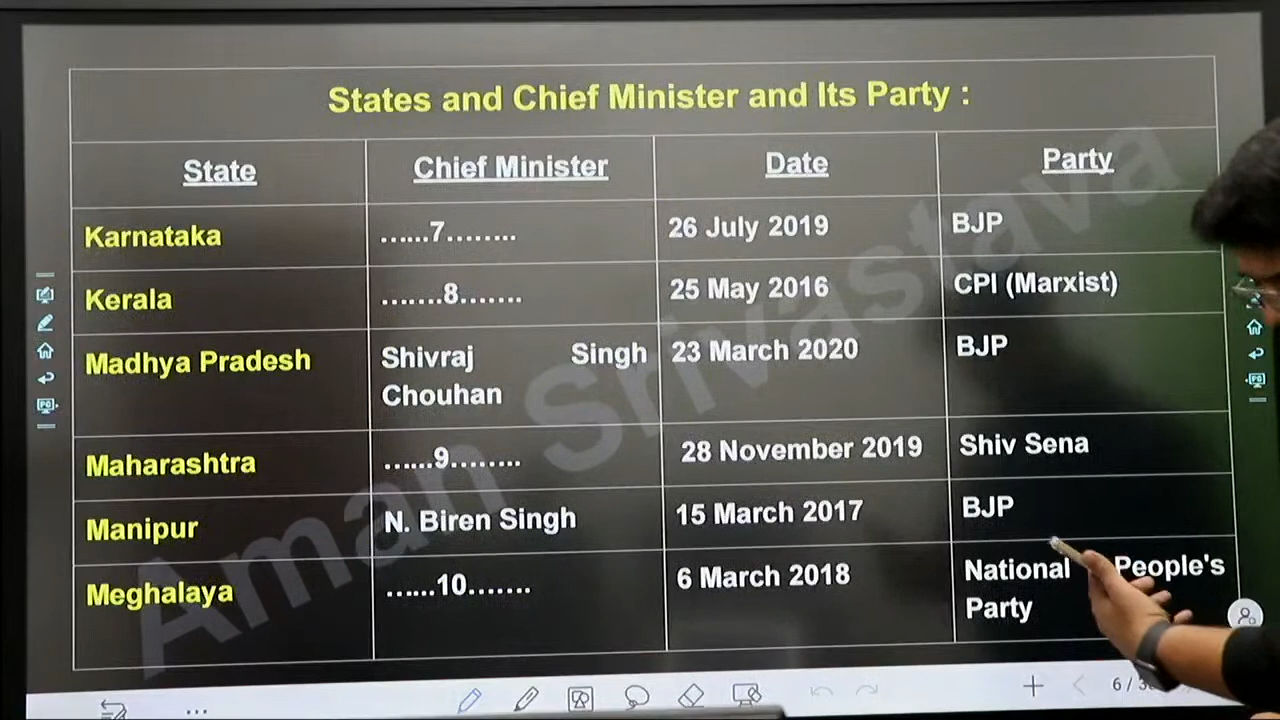 States and Chief Minister and Its Party :
State Chief Minister Date Party
Karnataka ......7........ 26 July 2019 BJP
Kerala .......8....... 25 May 2016 CPI (Marxist)
Madhya Pradesh Shivraj Singh 23 March 2020 BJP
Chouhan
Maharashtra ......9........ 28 November 2019 Shiv Sena
Manipur N. Biren Singh 15 March 2017 BJP
Meghalaya ......10....... 6 March 2018 National People's
Party
Aman Srivastava
6 /